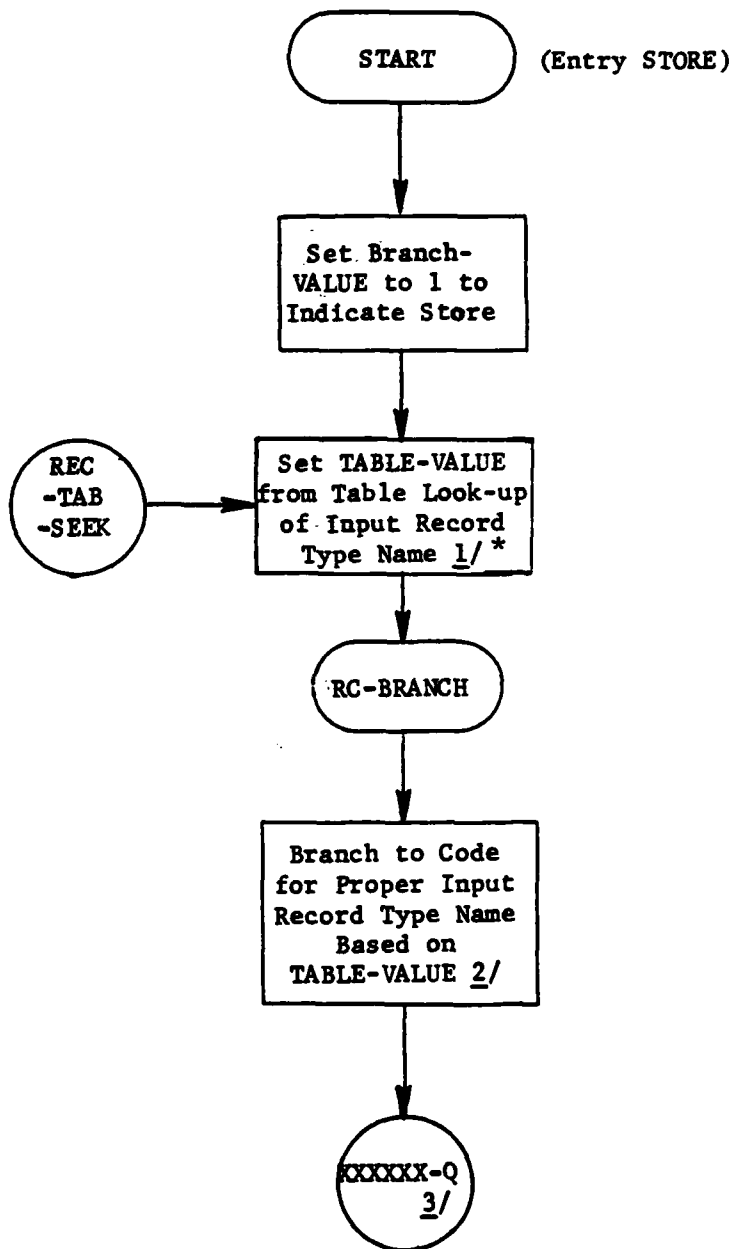 START (Entry STORE)
Set Branch-
VALUE to 1 to
Indicate Store
REC
-TAB
-SEEK
Set TABLE-VALUE
from Table Look-up
of Input Record
Type Name 1/ *
RC-BRANCH
Branch to Code
for Proper Input
Record Type Name
Based on
TABLE-VALUE 2/
XXXXXX-Q
3/